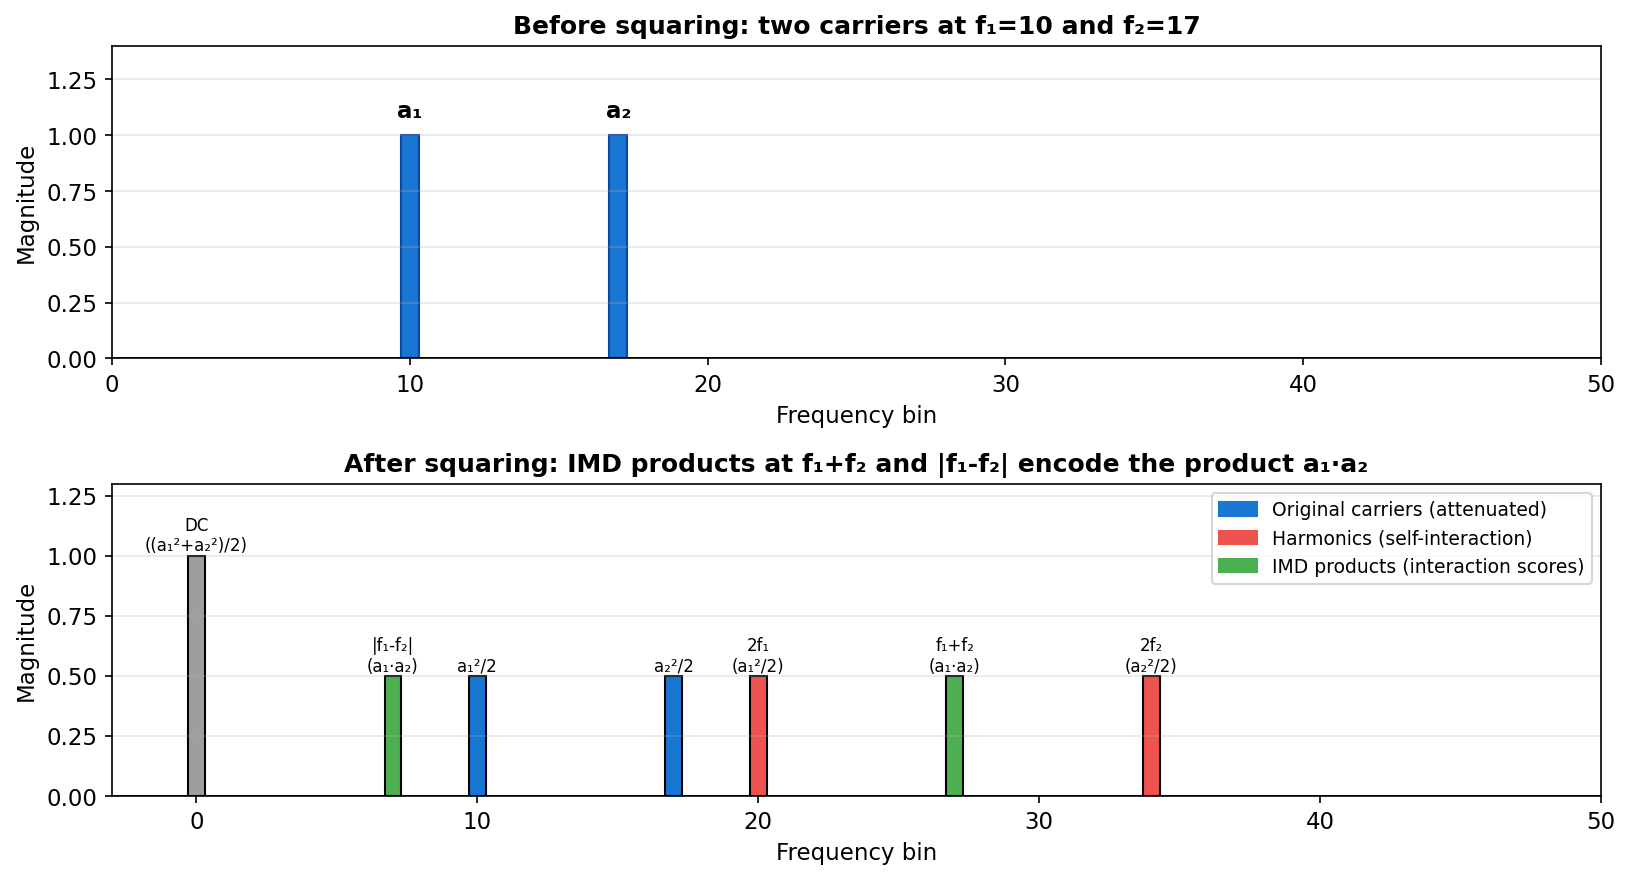 Before squaring: two carriers at f₁=10 and f₂=17
1.25
1.00
0.75
0.50
0.25
0.00
Magnitude
a₁
a₂
0
10
20
30
40
50
Frequency bin
After squaring: IMD products at f₁+f₂ and |f₁-f₂| encode the product a₁·a₂
1.25
1.00
0.75
0.50
0.25
0.00
Magnitude
DC
((a₁²+a₂²)/2)
|f₁-f₂|
(a₁·a₂)
a₁²/2
a₂²/2
2f₁
(a₁²/2)
f₁+f₂
(a₁·a₂)
2f₂
(a₂²/2)
Original carriers (attenuated)
Harmonics (self-interaction)
IMD products (interaction scores)
0
10
20
30
40
50
Frequency bin